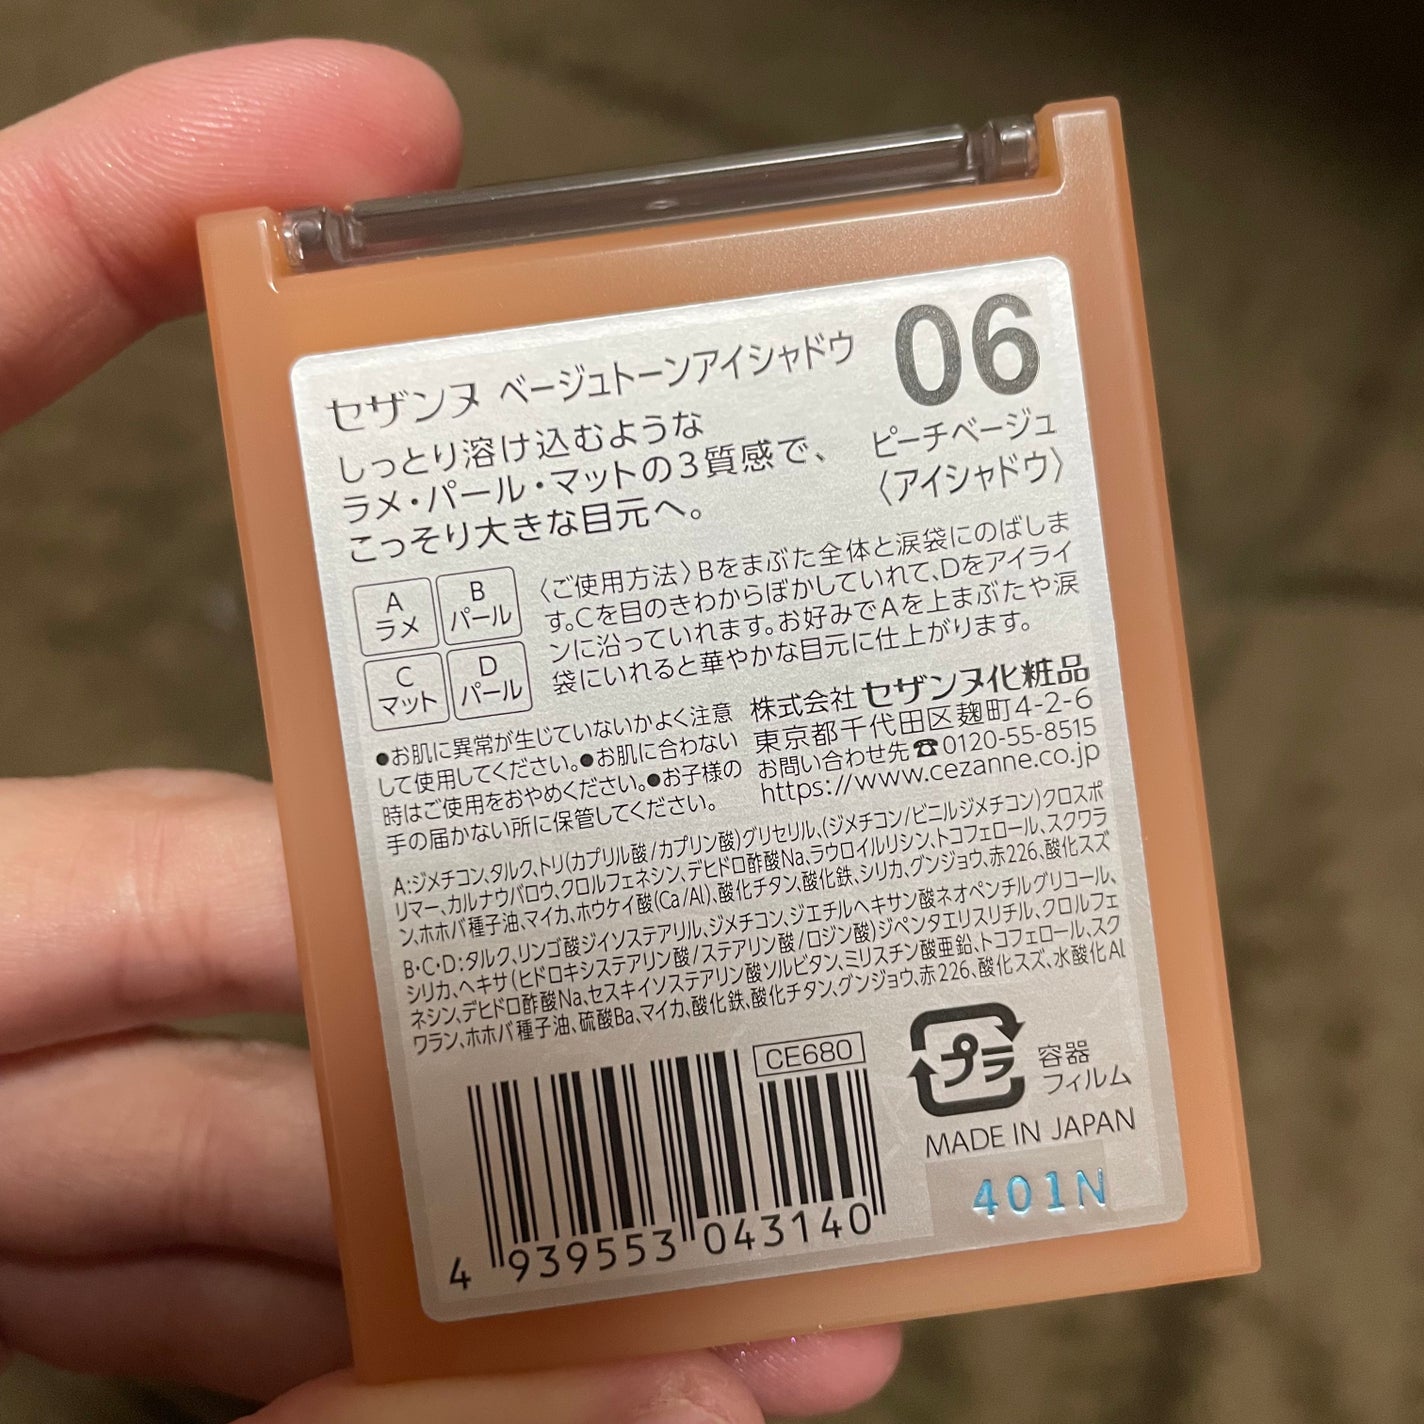 セザンヌ ベージュトーンアイシャドウ
06
ピーチベージュ
〈アイシャドウ〉
しっとり溶け込むような
ラメ・パール・マットの3質感で、
こっそり大きな目元へ。
A
ラメ
B
パール
C
マット
D
パール
〈ご使用方法〉Bをまぶた全体と涙袋にのばしま
す。Cを目のきわからぼかしていれて、Dをアイライ
ンに沿っていれます。お好みでAを上まぶたや涙
袋にいれると華やかな目元に仕上がります。
●お肌に異常が生じていないかよく注意
して使用してください。●お肌に合わない
時はご使用をおやめください。●お子様の
手の届かない所に保管してください。
株式会社 セザンヌ化粧品
東京都千代田区麹町4-2-6
お問い合わせ先☎0120-55-8515
https://www.cezanne.co.jp
A:ジメチコン、タルク、トリ(カプリル酸/カプリン酸)グリセリル、(ジメチコン/ビニルジメチコン)クロスポ
リマー、カルナウバロウ、クロルフェネシン、デヒドロ酢酸Na、ラウロイルリシン、トコフェロール、スクワラ
ン、ホホバ種子油、マイカ、ホウケイ酸(Ca/Al)、酸化チタン、酸化鉄、シリカ、グンジョウ、赤226、酸化スズ
B・C・D:タルク、リンゴ酸ジイソステアリル、ジメチコン、ジエチルヘキサン酸ネオペンチルグリコール、
シリカ、ヘキサ(ヒドロキシステアリン酸/ステアリン酸/ロジン酸)ジペンタエリスリチル、クロルフェ
ネシン、デヒドロ酢酸Na、セスキイソステアリン酸ソルビタン、ミリスチン酸亜鉛、トコフェロール、スク
ワラン、ホホバ種子油、硫酸Ba、マイカ、酸化鉄、酸化チタン、グンジョウ、赤226、酸化スズ、水酸化Al
CE680
プラ
容器
フィルム
MADE IN JAPAN
401N
4 939553 043140